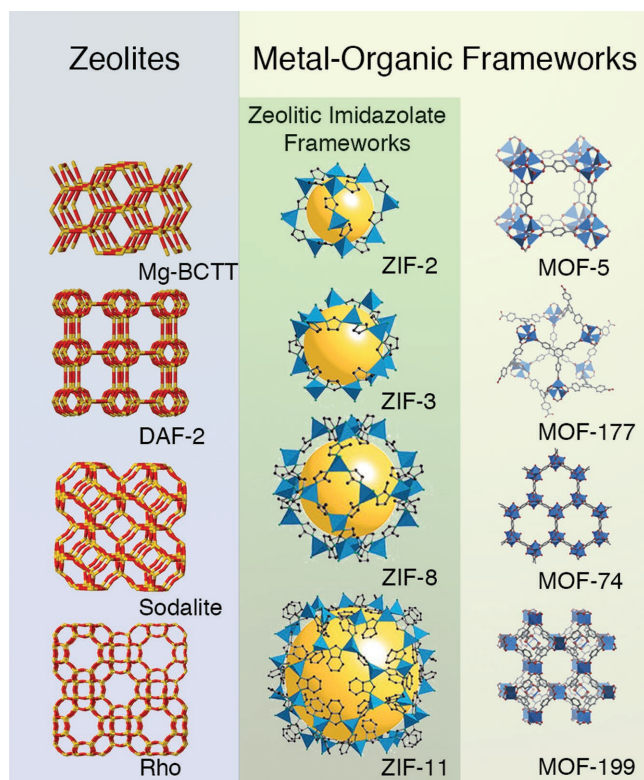 Zeolites
Metal-Organic Frameworks
Zeolitic Imidazolate
Frameworks
Mg-BCTT
ZIF-2
MOF-5
DAF-2
ZIF-3
MOF-177
Sodalite
ZIF-8
MOF-74
Rho
ZIF-11
MOF-199